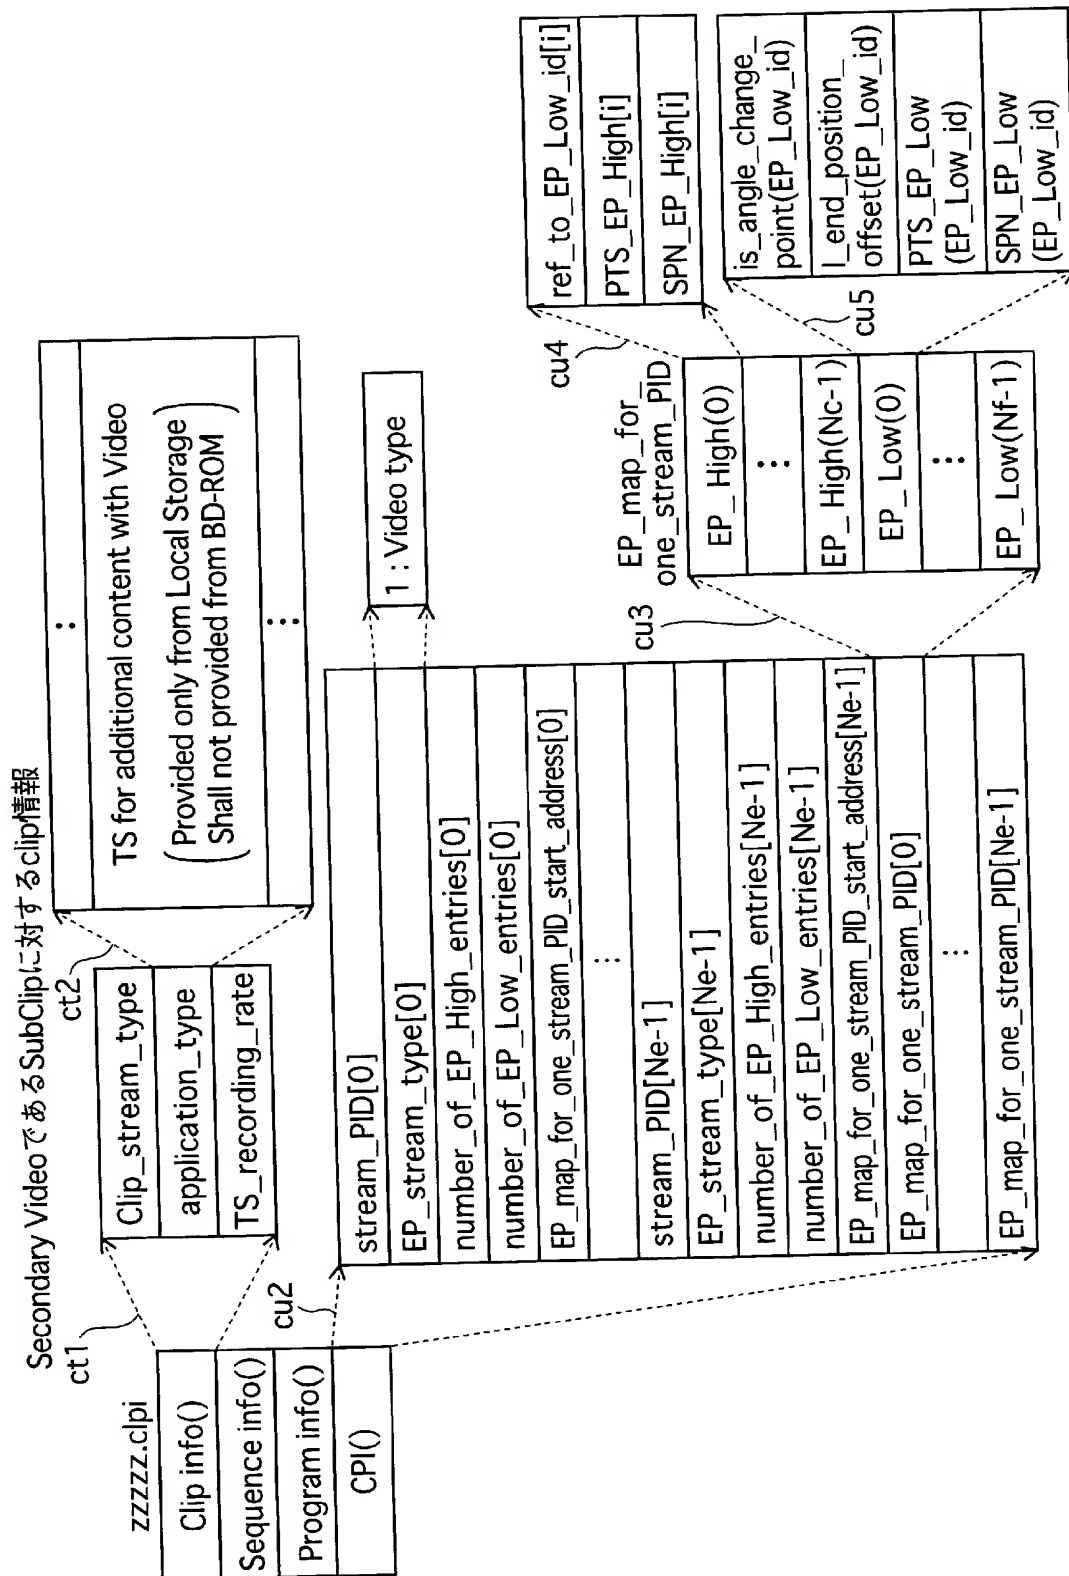 Secondary VideoであるSubClipに対するclip情報
zzzzz.clpi
ct1
Clip info()
Sequence info()
Program info()
CPI()
ct2
Clip_stream_type
application_type
TS_recording_rate
⋮
TS for additional content with Video
(Provided only from Local Storage
Shall not provided from BD-ROM)
⋮
cu2
stream_PID[0]
EP_stream_type[0]
number_of_EP_High_entries[0]
number_of_EP_Low_entries[0]
EP_map_for_one_stream_PID_start_address[0]
⋮
stream_PID[Ne-1]
EP_stream_type[Ne-1]
number_of_EP_High_entries[Ne-1]
number_of_EP_Low_entries[Ne-1]
EP_map_for_one_stream_PID_start_address[Ne-1]
EP_map_for_one_stream_PID[0]
⋮
EP_map_for_one_stream_PID[Ne-1]
1 : Video type
cu3
EP_map_for_
one_stream_PID
EP_High(0)
⋮
EP_High(Nc-1)
EP_Low(0)
⋮
EP_Low(Nf-1)
cu4
ref_to_EP_Low_id[i]
PTS_EP_High[i]
SPN_EP_High[i]
cu5
is_angle_change_
point(EP_Low_id)
I_end_position_
offset(EP_Low_id)
PTS_EP_Low
(EP_Low_id)
SPN_EP_Low
(EP_Low_id)